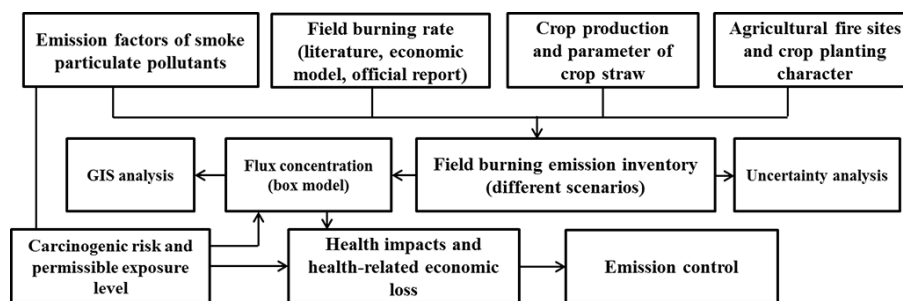 Emission factors of smoke
particulate pollutants
Field burning rate
(literature, economic
model, official report)
Crop production
and parameter of
crop straw
Agricultural fire sites
and crop planting
character
GIS analysis
Flux concentration
(box model)
Field burning emission inventory
(different scenarios)
Uncertainty analysis
Carcinogenic risk and
permissible exposure
level
Health impacts and
health-related economic
loss
Emission control